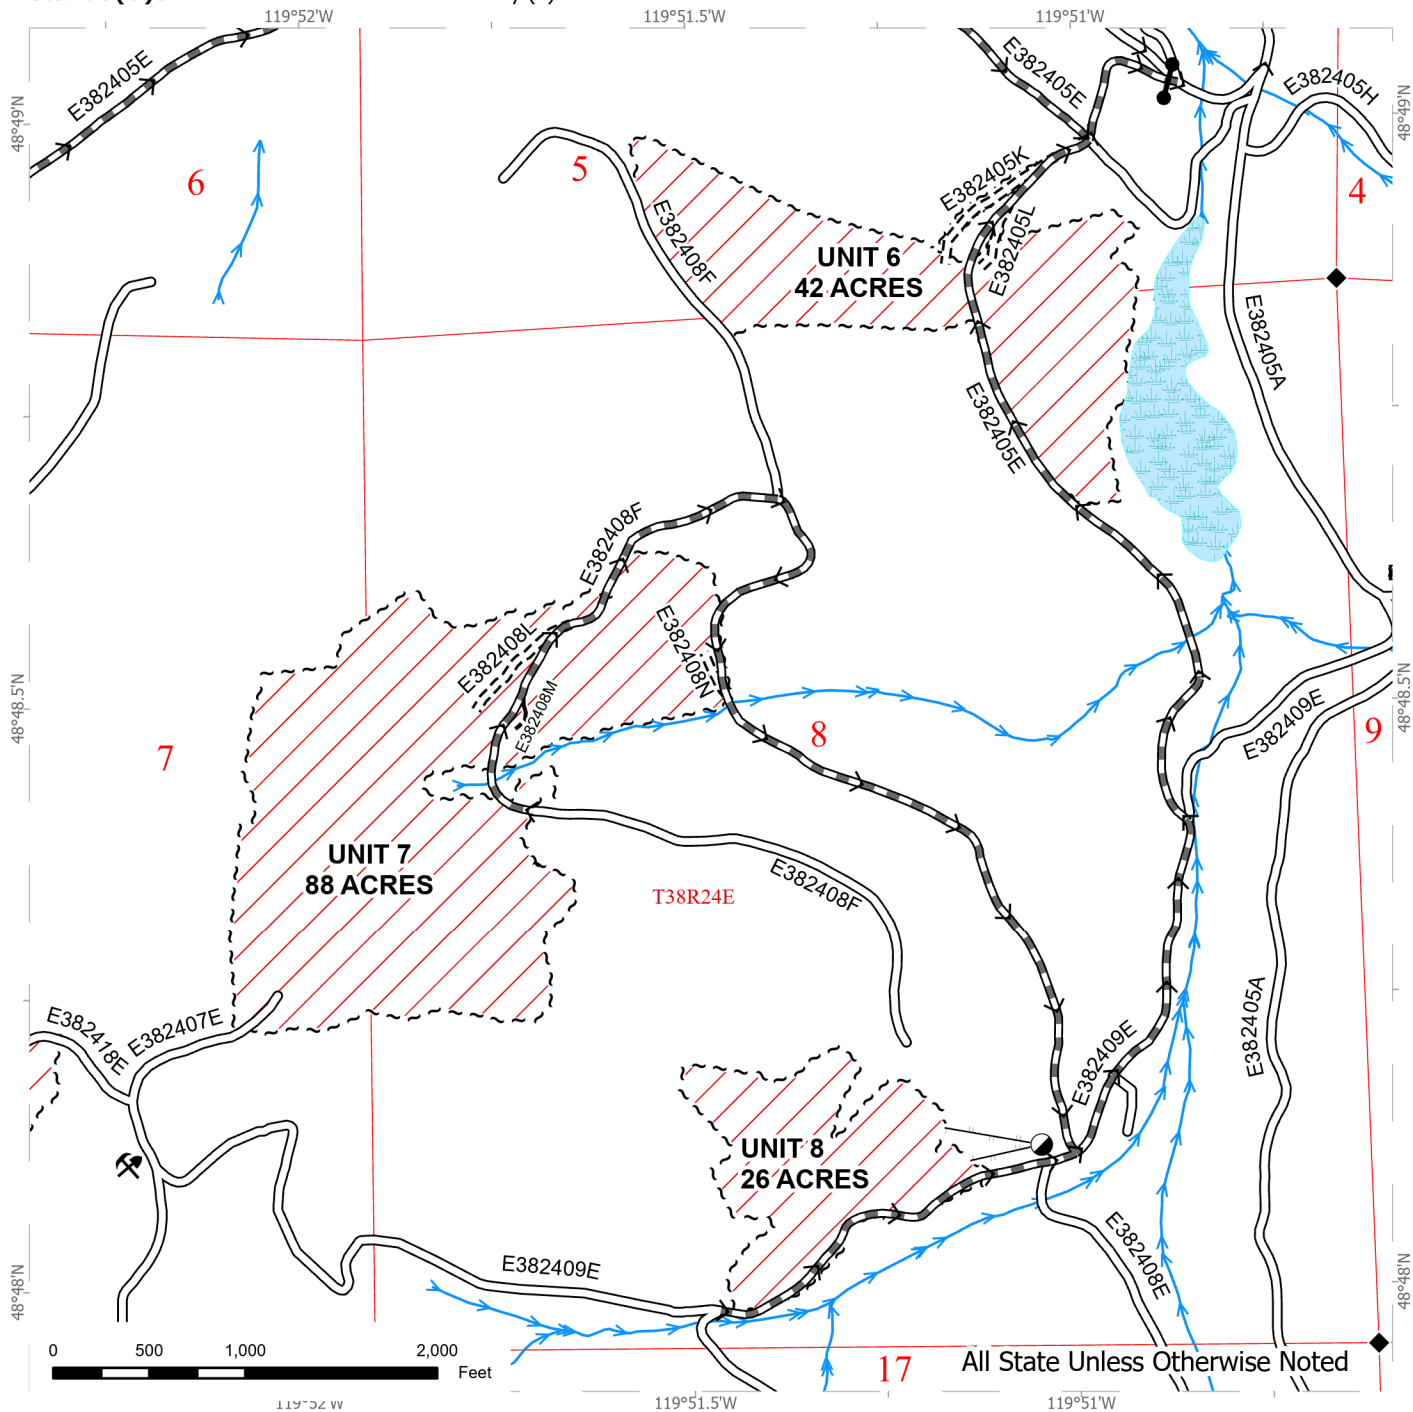 119°52'W
119°51.5'W
119°51'W
48°49'N
48°49'N
E382405E
E382405E
E382405H
6
5
4
E382405K
E382405L
E382408F
UNIT 6
42 ACRES
E382405A
E382405E
E382408F
E382408L
E382408N
E382408M
48°48.5'N
48°48.5'N
7
8
9
E382409E
UNIT 7
88 ACRES
T38R24E
E382408F
E382405A
E382418E
E382407E
E382409E
UNIT 8
26 ACRES
E382409E
E382408E
48°48'N
48°48'N
0 500 1,000 2,000
Feet
17
All State Unless Otherwise Noted
119°52'W
119°51.5'W
119°51'W